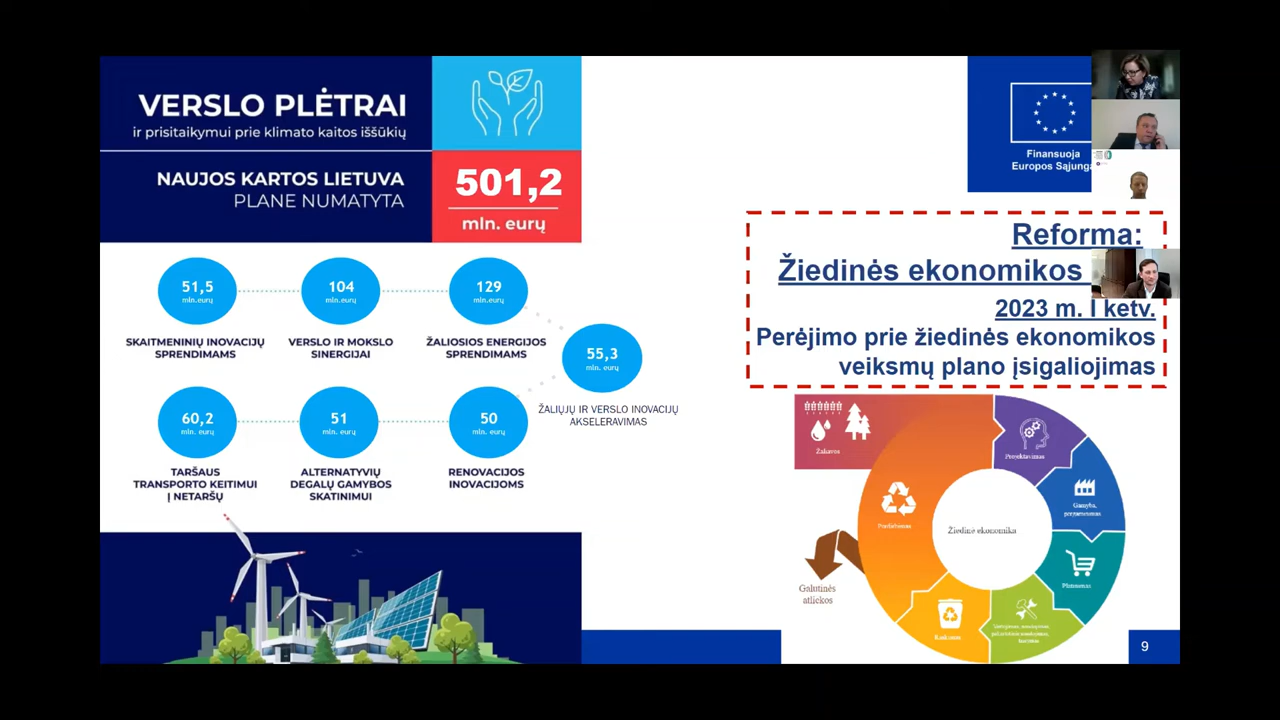 VERSLO PLĖTRAI
ir prisitaikymui prie klimato kaitos iššūkių
NAUJOS KARTOS LIETUVA
PLANE NUMATYTA
501,2
mln. eurų
51,5
mln.eurų
SKAITMENINIŲ INOVACIJŲ
SPRENDIMAMS
104
mln.eurų
VERSLO IR MOKSLO
SINERGIJAI
129
mln.eurų
ŽALIOSIOS ENERGIJOS
SPRENDIMAMS
55,3
mln. eurų
ŽALIŲJŲ IR VERSLO INOVACIJŲ
AKSELERAVIMAS
60,2
mln. eurų
TARŠAUS
TRANSPORTO KEITIMUI
Į NETARŠŲ
51
mln. eurų
ALTERNATYVIŲ
DEGALŲ GAMYBOS
SKATINIMUI
50
mln. eurų
RENOVACIJOS
INOVACIJOMS
Finansuoja
Europos Sąjunga
Reforma:
Žiedinės ekonomikos
2023 m. I ketv.
Perėjimo prie žiedinės ekonomikos
veiksmų plano įsigaliojimas
Žaliavos
Projektavimas
Gamyba,
Perdirbimas
Žiedinė ekonomika
Galutinės
atliekos
Rinkimas
9